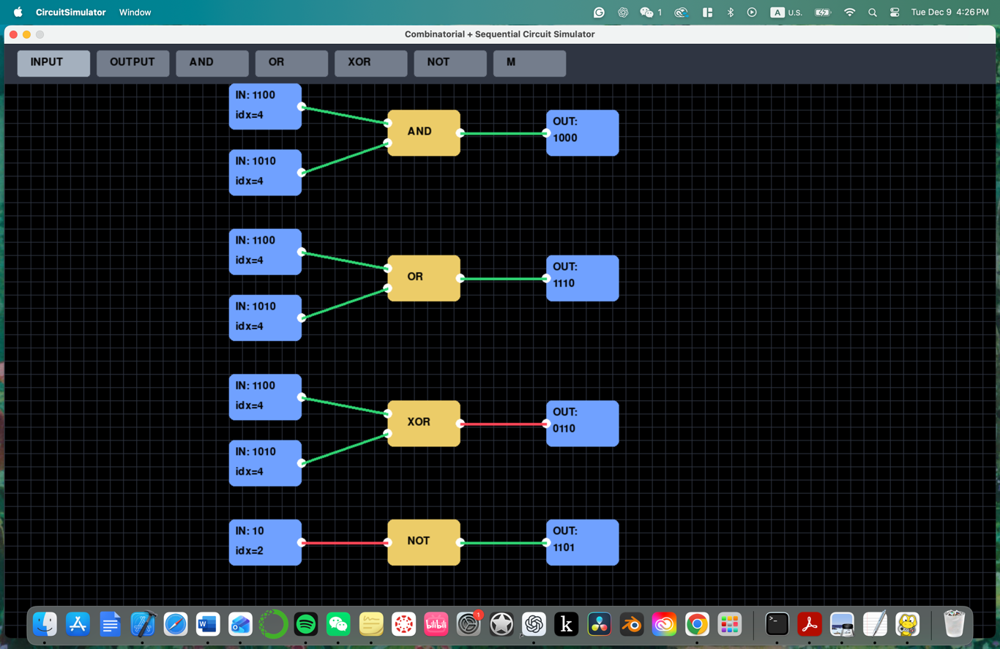 CircuitSimulator Window
1
A U.S.
Tue Dec 9 4:26 PM
Combinatorial + Sequential Circuit Simulator
INPUT OUTPUT AND OR XOR NOT M
IN: 1100
idx=4
IN: 1010
idx=4
AND
OUT:
1000
IN: 1100
idx=4
IN: 1010
idx=4
OR
OUT:
1110
IN: 1100
idx=4
IN: 1010
idx=4
XOR
OUT:
0110
IN: 10
idx=2
NOT
OUT:
1101
W
bilibili
1
k
>_